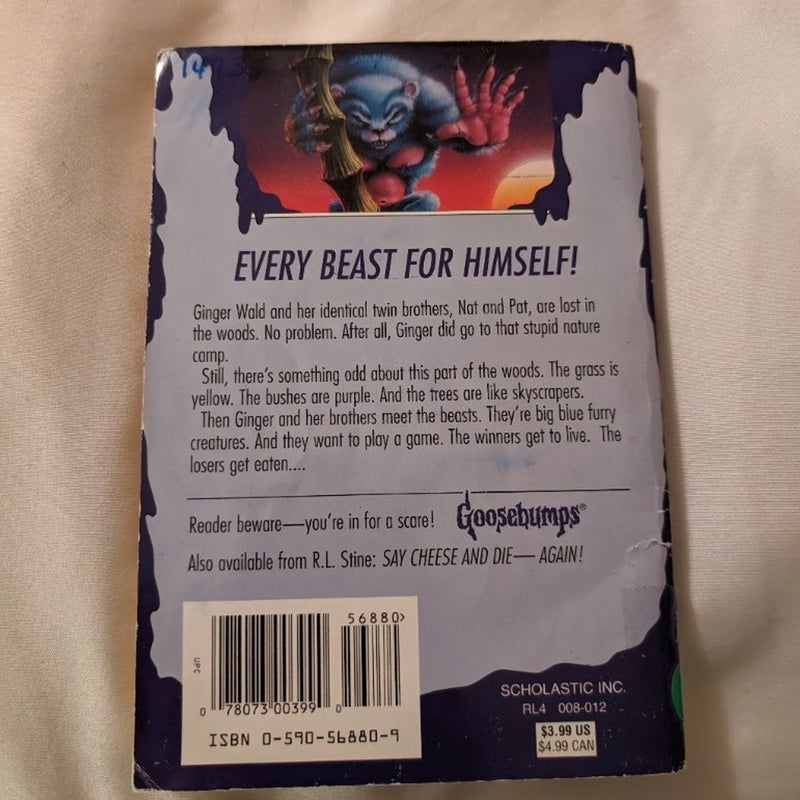 14
EVERY BEAST FOR HIMSELF!
Ginger Wald and her identical twin brothers, Nat and Pat, are lost in
the woods. No problem. After all, Ginger did go to that stupid nature
camp.
Still, there's something odd about this part of the woods. The grass is
yellow. The bushes are purple. And the trees are like skyscrapers.
Then Ginger and her brothers meet the beasts. They're big blue furry
creatures. And they want to play a game. The winners get to live. The
losers get eaten....
Reader beware—you're in for a scare! Goosebumps®
Also available from R.L. Stine: SAY CHEESE AND DIE— AGAIN!
56880>
UPC
0 78073 00399 0
ISBN 0-590-56880-9
SCHOLASTIC INC.
RL4 008-012
$3.99 US
$4.99 CAN